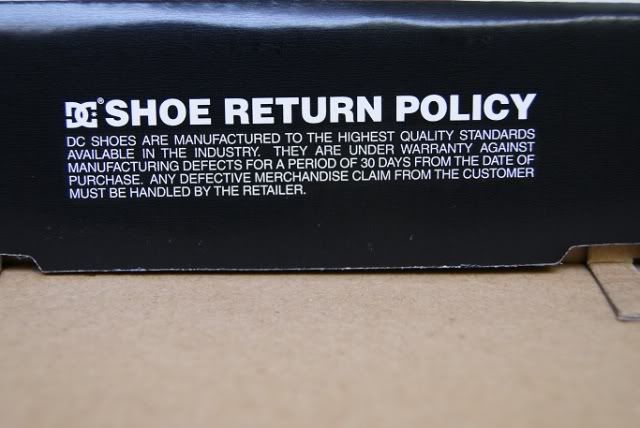 DC® SHOE RETURN POLICY
DC SHOES ARE MANUFACTURED TO THE HIGHEST QUALITY STANDARDS
AVAILABLE IN THE INDUSTRY. THEY ARE UNDER WARRANTY AGAINST
MANUFACTURING DEFECTS FOR A PERIOD OF 30 DAYS FROM THE DATE OF
PURCHASE. ANY DEFECTIVE MERCHANDISE CLAIM FROM THE CUSTOMER
MUST BE HANDLED BY THE RETAILER.